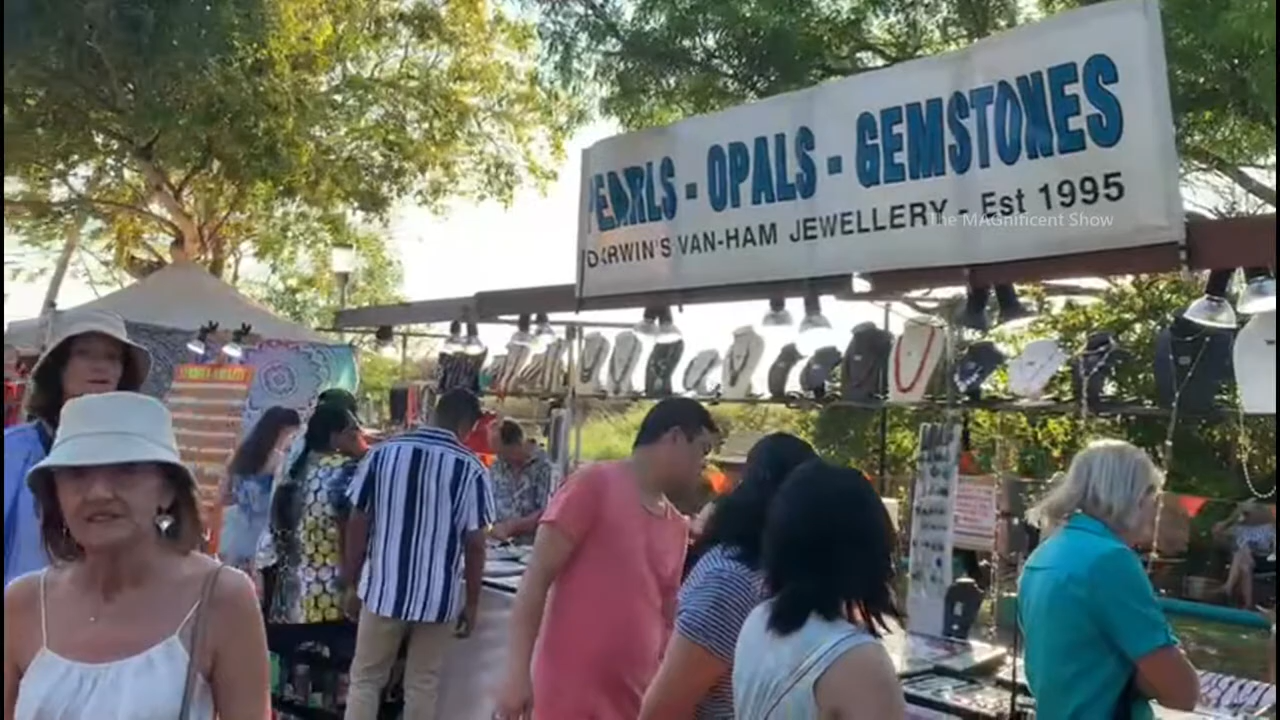 PEARLS - OPALS - GEMSTONES
DARWIN'S VAN-HAM JEWELLERY - Est 1995
The MAGnificent Show